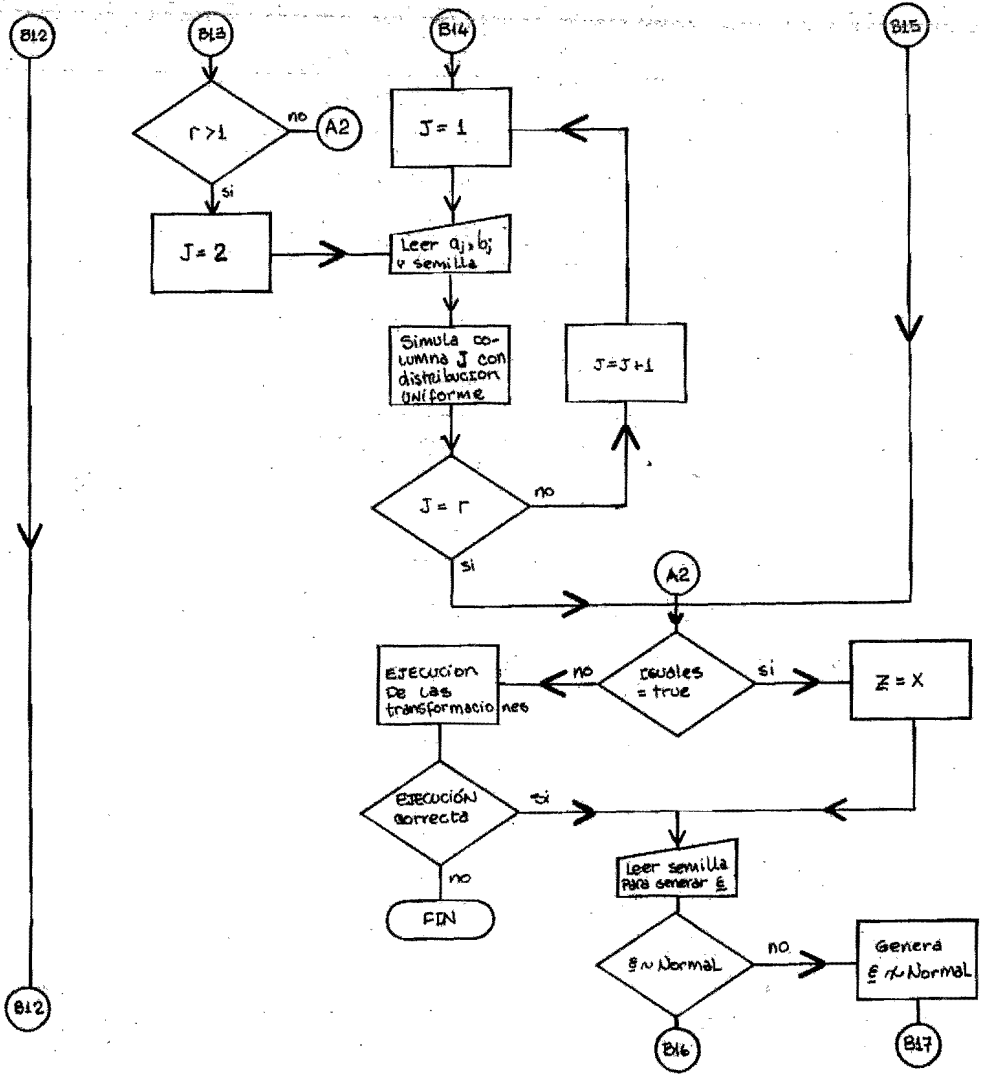 B12
B13
B14
B15
r>1
no
A2
J= 1
si
J= 2
Leer aj, bj
y semilla
Simula co-
lumna J con
distribucion
uniforme
J=J+1
J= r
no
si
A2
EJECUCION
De Las
transformaciones
no
Iguales
= true
si
Z = X
EJECUCIÓN
correcta
si
no
FIN
Leer semilla
para generar ε
ε ~ Normal
no
Genera
ε ≁ Normal
B12
B16
B17